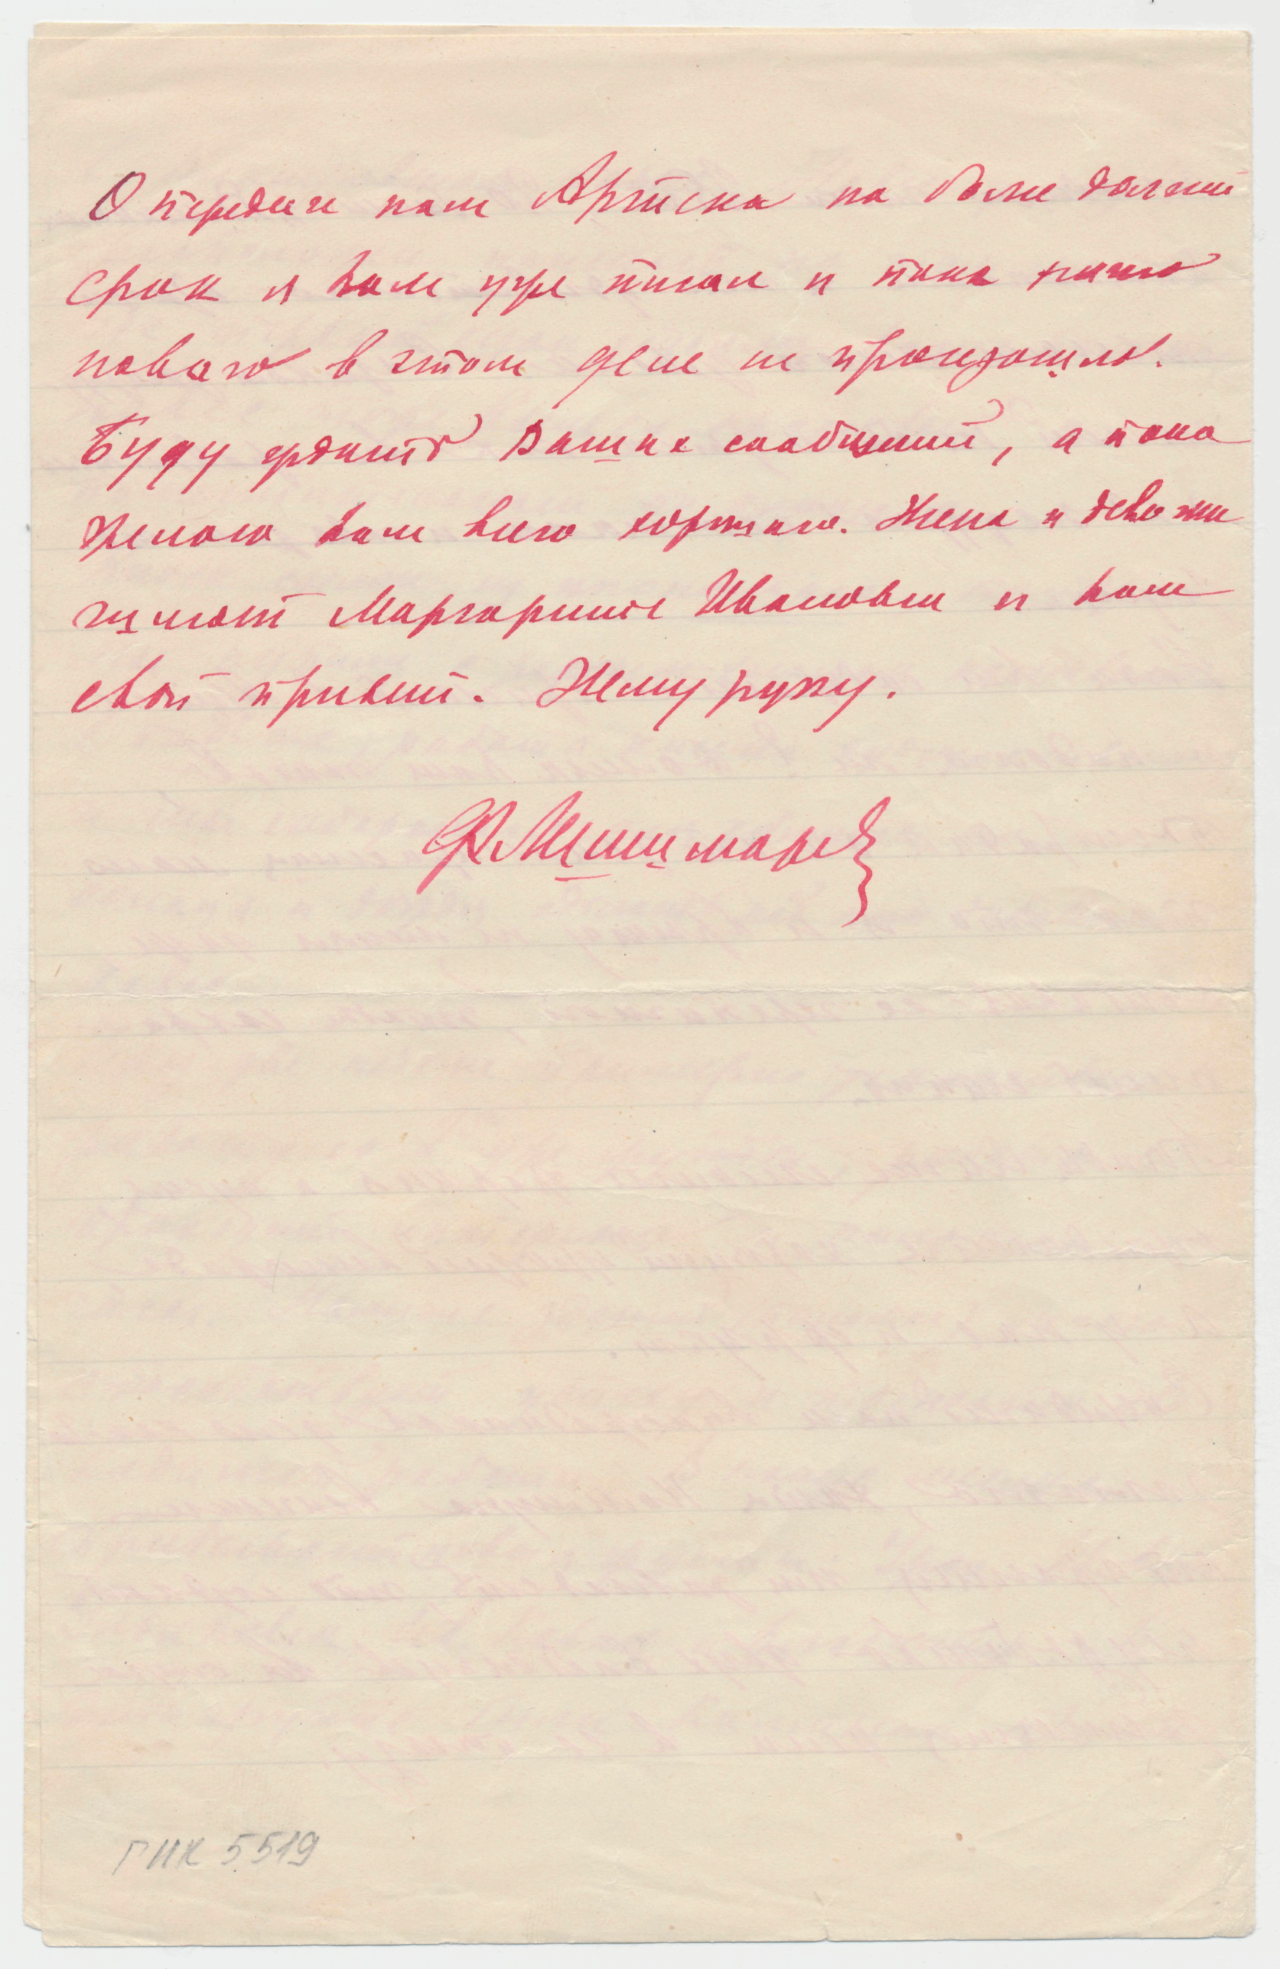 О передаче нам Артиска на более долгий
срок я Вам уже писал и пока ничего
нового в этом деле не произошло.
Буду ждать Ваших сообщений, а пока
желаю Вам всего хорошего. Жена и девочки
шлют Маргарите Ивановне и Вам
свой привет. Жму руку.
Ф. Шишмарев
ГИК 5519